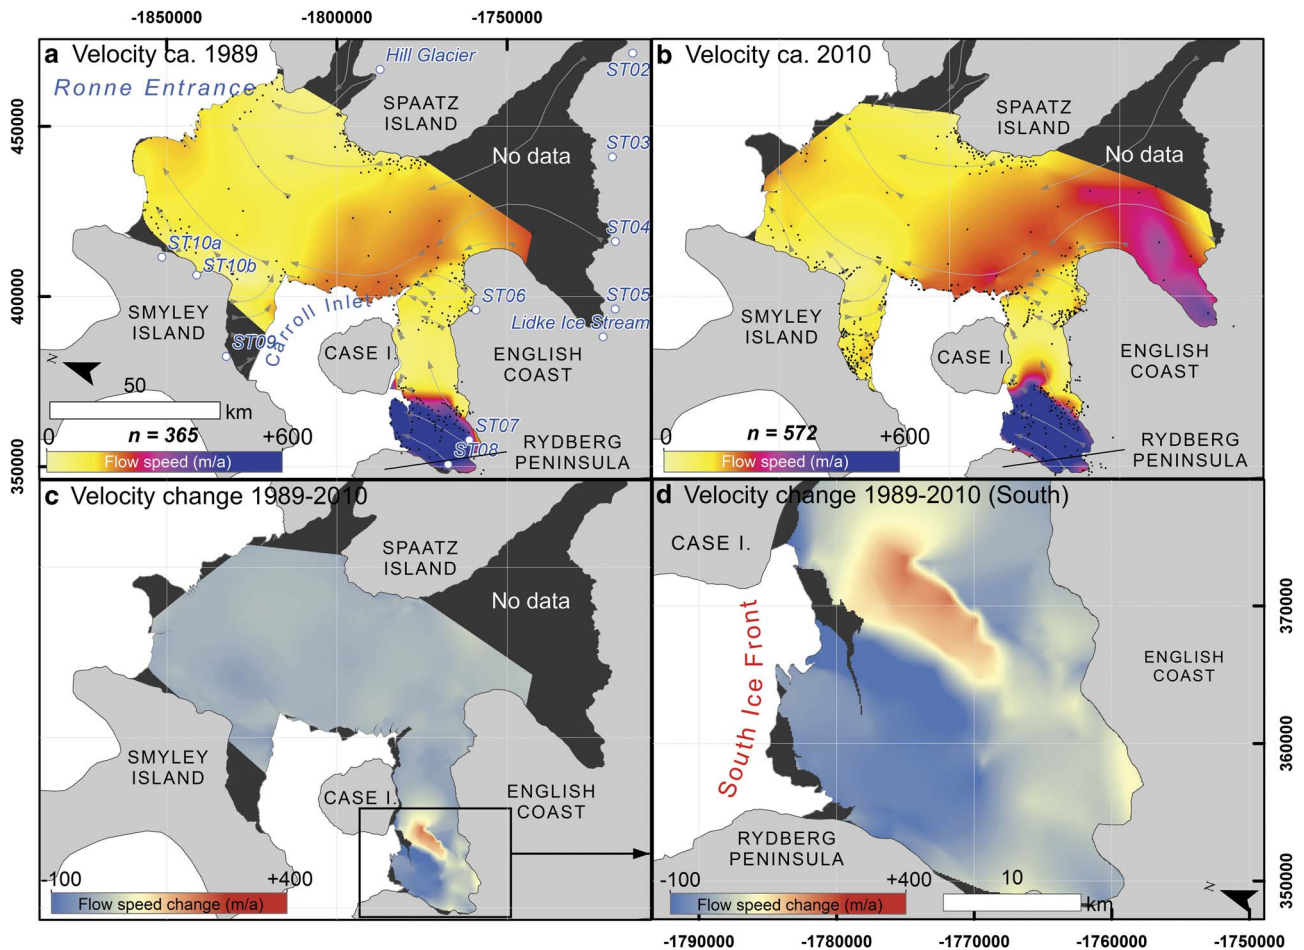 -1850000 -1800000 -1750000
a Velocity ca. 1989
Hill Glacier
Ronne Entrance
ST02
SPAATZ
ISLAND
450000
ST03
No data
ST04
ST10a
ST10b
400000
ST06
ST05
SMYLEY
ISLAND
Carroll Inlet
Lidke Ice Stream
ST09
CASE I.
ENGLISH
COAST
N
50
km
0 n = 365 +600
Flow speed (m/a)
ST07
ST08
RYDBERG
PENINSULA
350000
b Velocity ca. 2010
SPAATZ
ISLAND
No data
SMYLEY
ISLAND
CASE I.
ENGLISH
COAST
0 n = 572 +600
Flow speed (m/a)
RYDBERG
PENINSULA
c Velocity change 1989-2010
SPAATZ
ISLAND
No data
SMYLEY
ISLAND
CASE I.
ENGLISH
COAST
-100 +400
Flow speed change (m/a)
d Velocity change 1989-2010 (South)
CASE I.
370000
South Ice Front
ENGLISH
COAST
360000
RYDBERG
PENINSULA
-100 +400
Flow speed change (m/a)
10
km
N
350000
-1790000 -1780000 -1770000 -1760000 -1750000